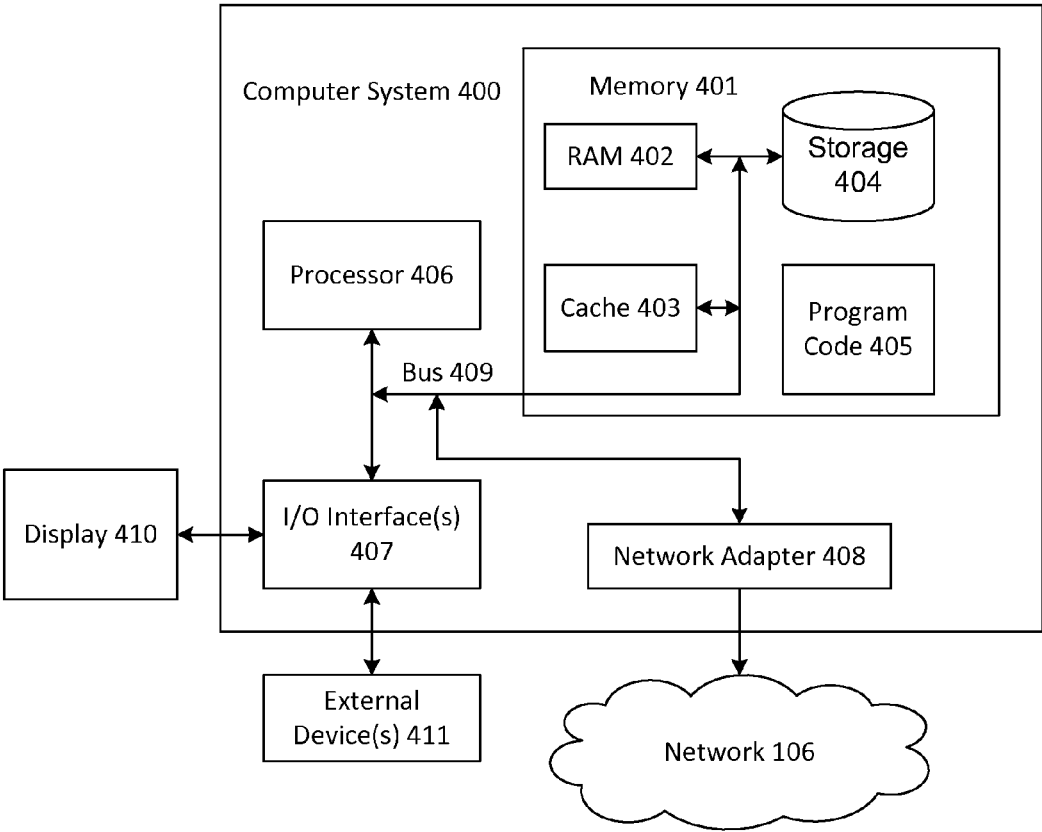 Computer System 400
Memory 401
RAM 402
Storage
404
Processor 406
Cache 403
Program
Code 405
Bus 409
Display 410
I/O Interface(s)
407
Network Adapter 408
External
Device(s) 411
Network 106